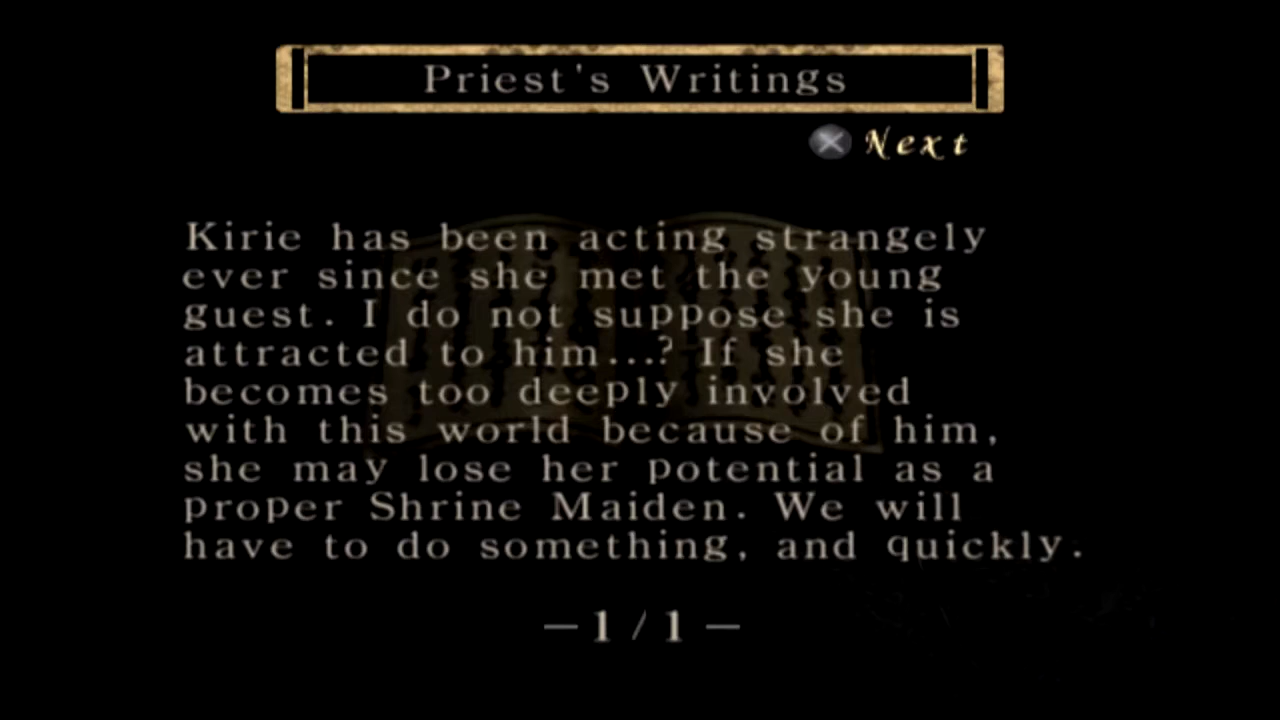 Priest's Writings
Next
Kirie has been acting strangely
ever since she met the young
guest. I do not suppose she is
attracted to him...? If she
becomes too deeply involved
with this world because of him,
she may lose her potential as a
proper Shrine Maiden. We will
have to do something, and quickly.
—1/1—